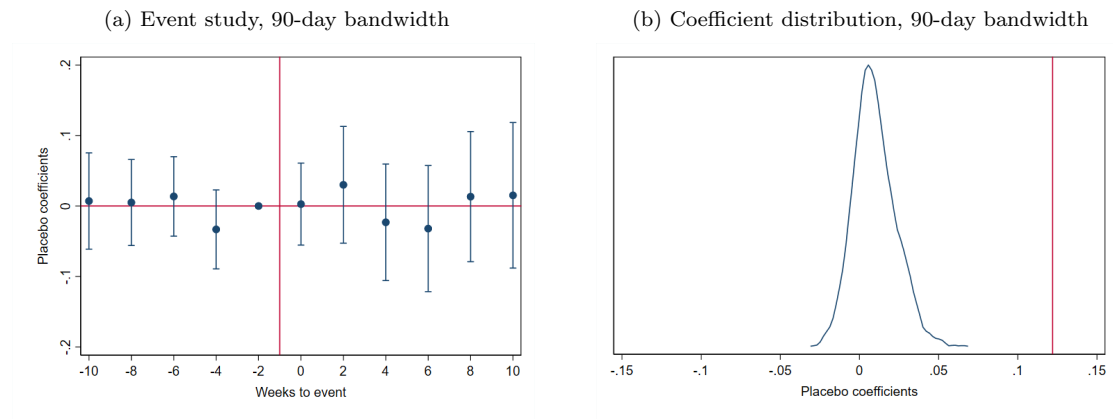 (a) Event study, 90-day bandwidth
.2
.1
0
-.1
-.2
Placebo coefficients
-10 -8 -6 -4 -2 0 2 4 6 8 10
Weeks to event
(b) Coefficient distribution, 90-day bandwidth
-.15 -.1 -.05 0 .05 .1 .15
Placebo coefficients